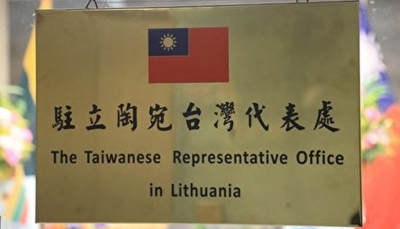 駐立陶宛台灣代表處
The Taiwanese Representative Office
in Lithuania